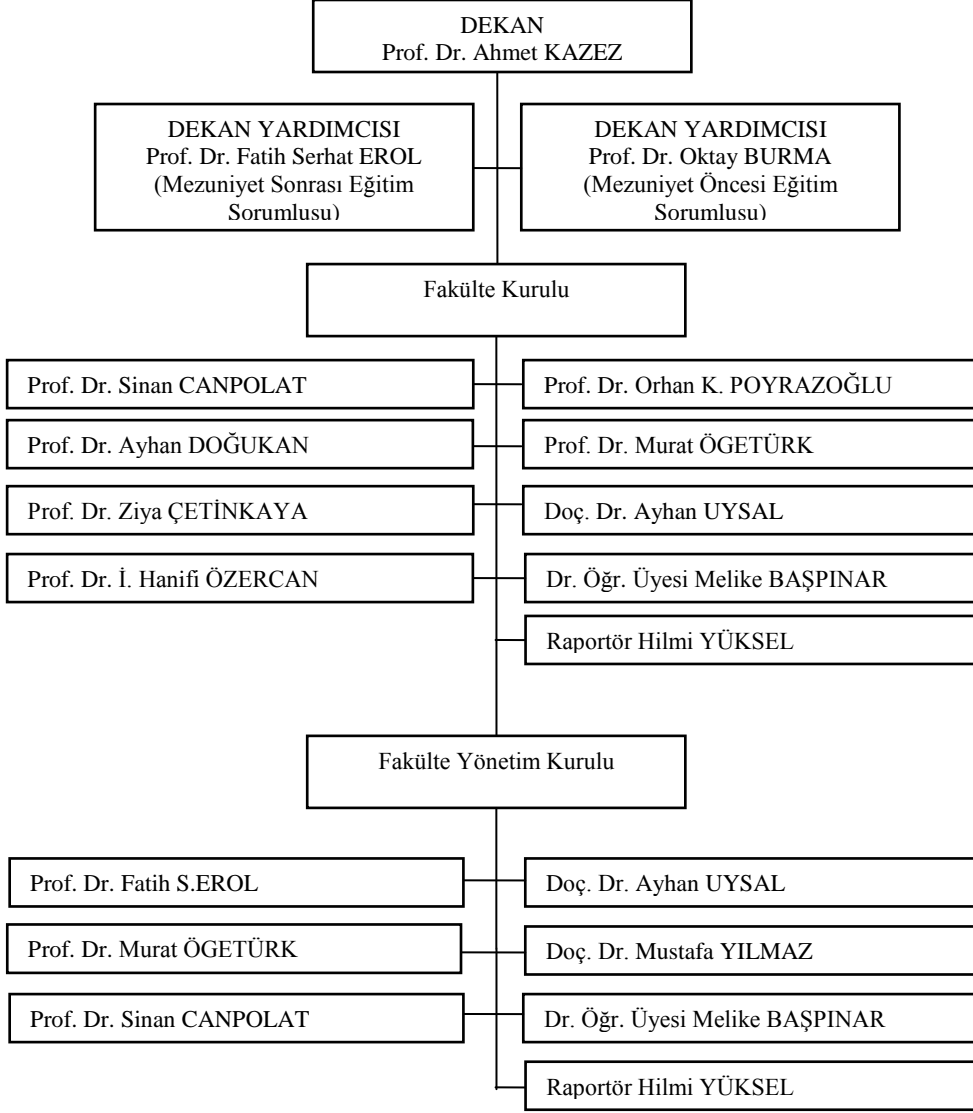 DEKAN
Prof. Dr. Ahmet KAZEZ
DEKAN YARDIMCISI
Prof. Dr. Fatih Serhat EROL
(Mezuniyet Sonrası Eğitim
Sorumlusu)
DEKAN YARDIMCISI
Prof. Dr. Oktay BURMA
(Mezuniyet Öncesi Eğitim
Sorumlusu)
Fakülte Kurulu
Prof. Dr. Sinan CANPOLAT
Prof. Dr. Orhan K. POYRAZOĞLU
Prof. Dr. Ayhan DOĞUKAN
Prof. Dr. Murat ÖGETÜRK
Prof. Dr. Ziya ÇETİNKAYA
Doç. Dr. Ayhan UYSAL
Prof. Dr. İ. Hanifi ÖZERCAN
Dr. Öğr. Üyesi Melike BAŞPINAR
Raportör Hilmi YÜKSEL
Fakülte Yönetim Kurulu
Prof. Dr. Fatih S.EROL
Doç. Dr. Ayhan UYSAL
Prof. Dr. Murat ÖGETÜRK
Doç. Dr. Mustafa YILMAZ
Prof. Dr. Sinan CANPOLAT
Dr. Öğr. Üyesi Melike BAŞPINAR
Raportör Hilmi YÜKSEL